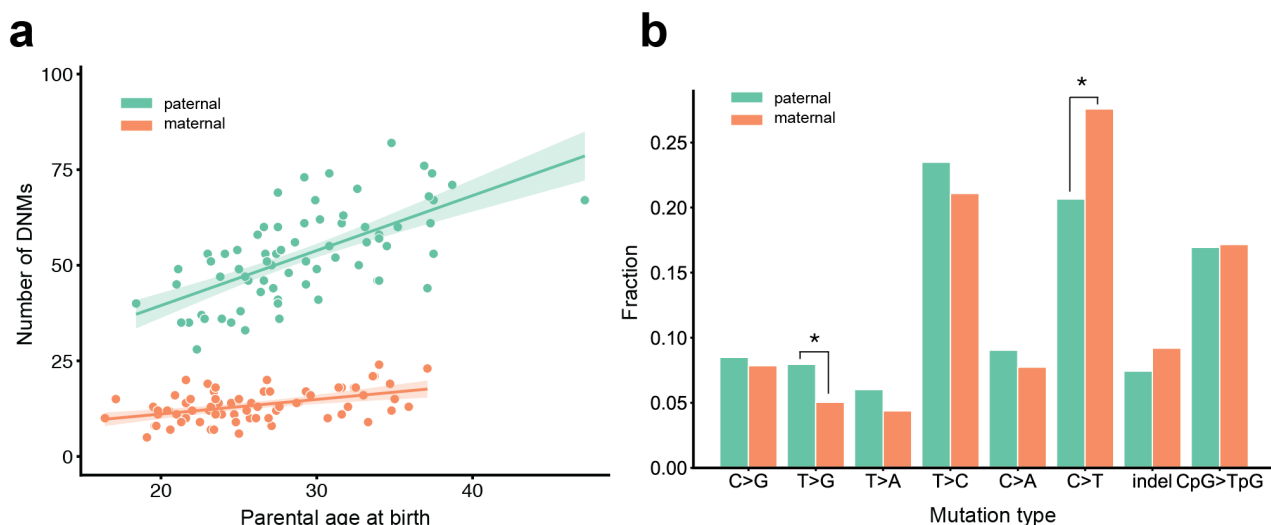 a
100
75
50
25
0
Number of DNMs
paternal
maternal
20 30 40
Parental age at birth
b
paternal
maternal
*
*
0.25
0.20
0.15
0.10
0.05
0.00
Fraction
C>G T>G T>A T>C C>A C>T indel CpG>TpG
Mutation type